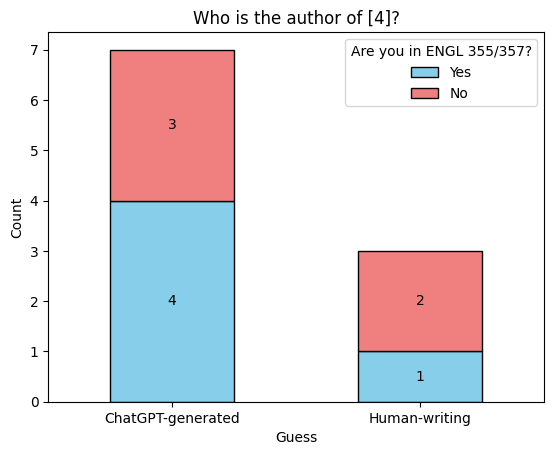 Who is the author of [4]?
Are you in ENGL 355/357?
Yes
No
7
6
5
4
3
2
1
0
Count
3
4
2
1
ChatGPT-generated
Human-writing
Guess